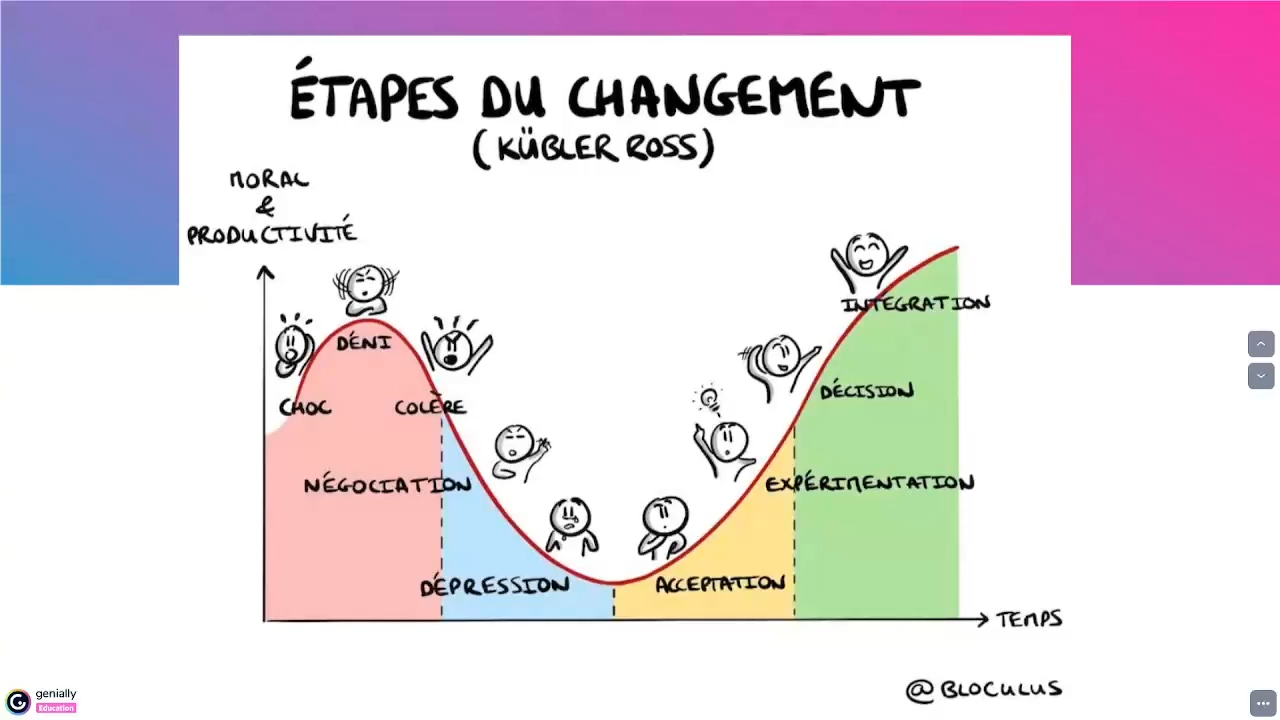 ÉTAPES DU CHANGEMENT
(KÜBLER ROSS)
MORAL
&
PRODUCTIVITÉ
DÉNI
CHOC
COLÈRE
NÉGOCIATION
DÉPRESSION
ACCEPTATION
EXPÉRIMENTATION
DÉCISION
INTEGRATION
TEMPS
@BLOCULUS
genially
Education